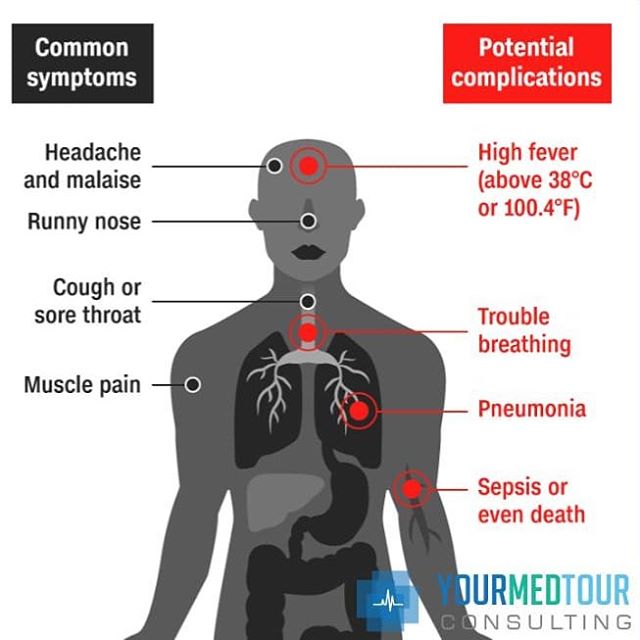 Common
symptoms
Potential
complications
Headache
and malaise
Runny nose
Cough or
sore throat
Muscle pain
High fever
(above 38°C
or 100.4°F)
Trouble
breathing
Pneumonia
Sepsis or
even death
YOURMEDTOUR
CONSULTING